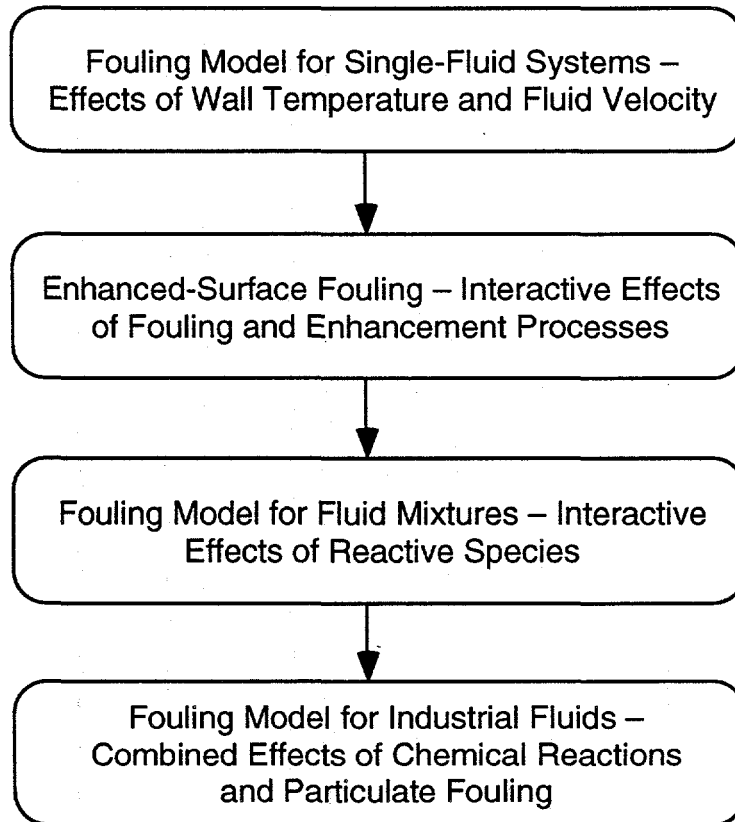 Fouling Model for Single-Fluid Systems –
Effects of Wall Temperature and Fluid Velocity
Enhanced-Surface Fouling – Interactive Effects
of Fouling and Enhancement Processes
Fouling Model for Fluid Mixtures – Interactive
Effects of Reactive Species
Fouling Model for Industrial Fluids –
Combined Effects of Chemical Reactions
and Particulate Fouling